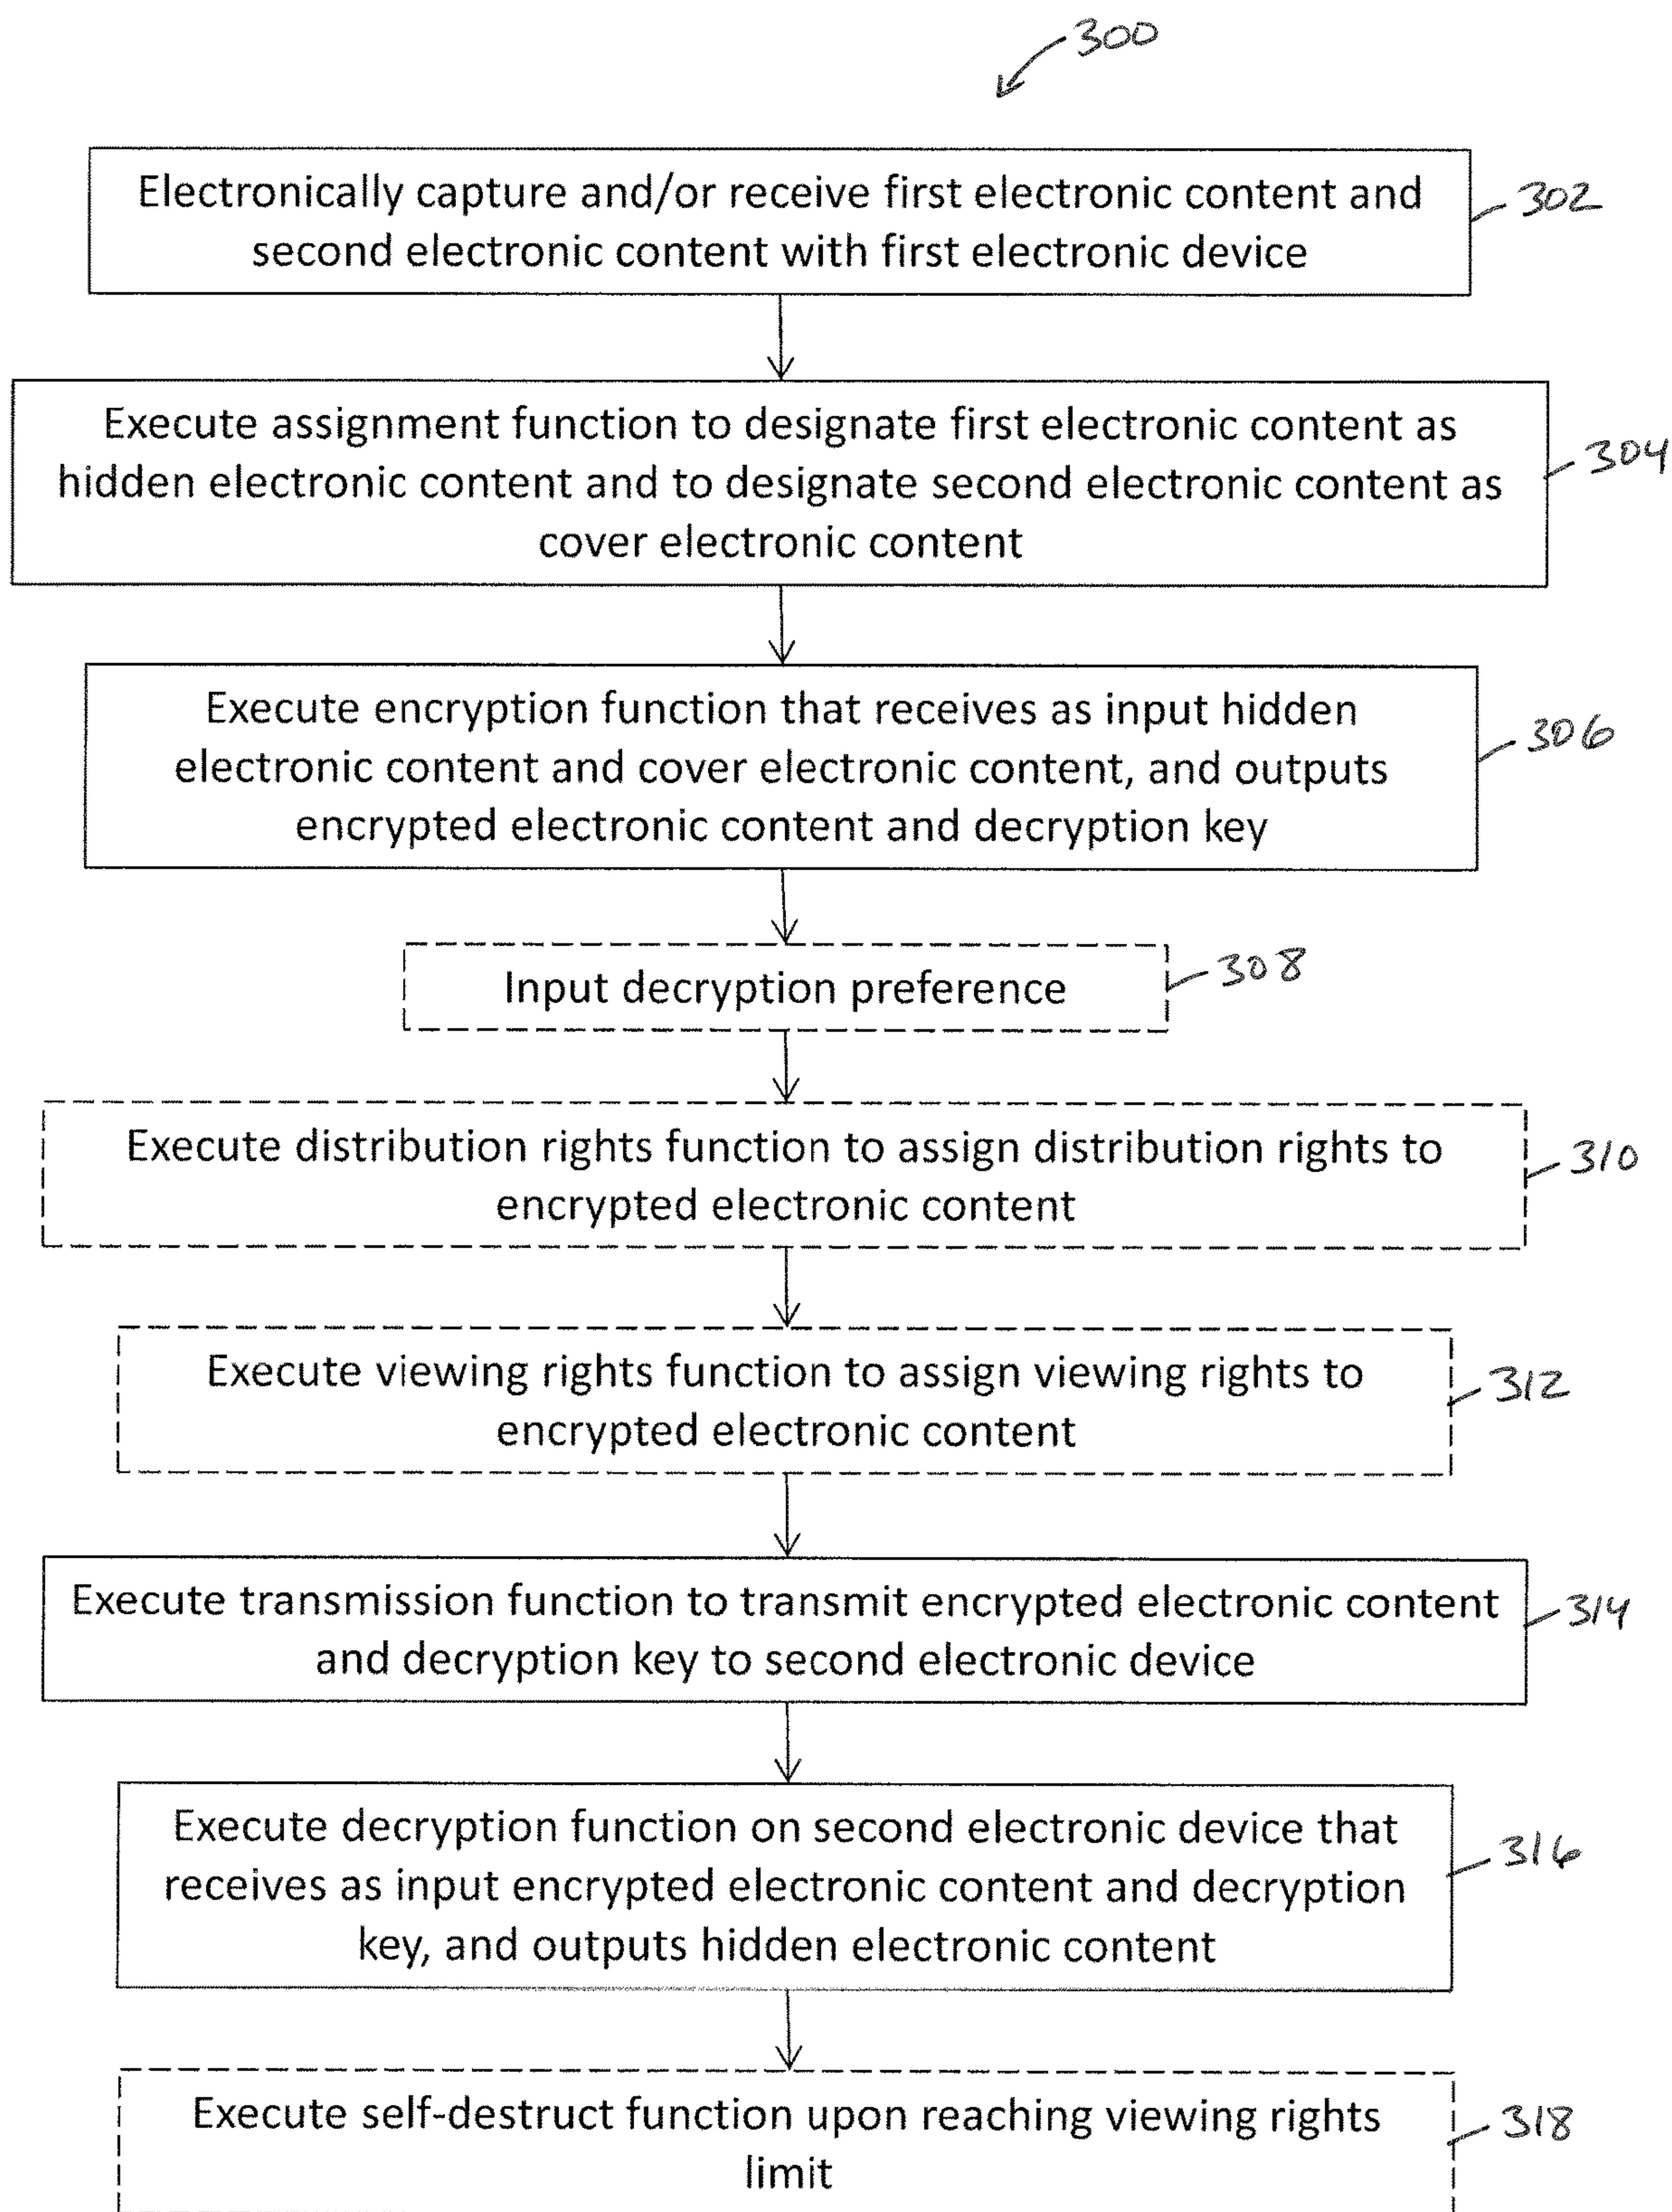 300
Electronically capture and/or receive first electronic content and
second electronic content with first electronic device
302
Execute assignment function to designate first electronic content as
hidden electronic content and to designate second electronic content as
cover electronic content
304
Execute encryption function that receives as input hidden
electronic content and cover electronic content, and outputs
encrypted electronic content and decryption key
306
Input decryption preference
308
Execute distribution rights function to assign distribution rights to
encrypted electronic content
310
Execute viewing rights function to assign viewing rights to
encrypted electronic content
312
Execute transmission function to transmit encrypted electronic content
and decryption key to second electronic device
314
Execute decryption function on second electronic device that
receives as input encrypted electronic content and decryption
key, and outputs hidden electronic content
316
Execute self-destruct function upon reaching viewing rights
limit
318